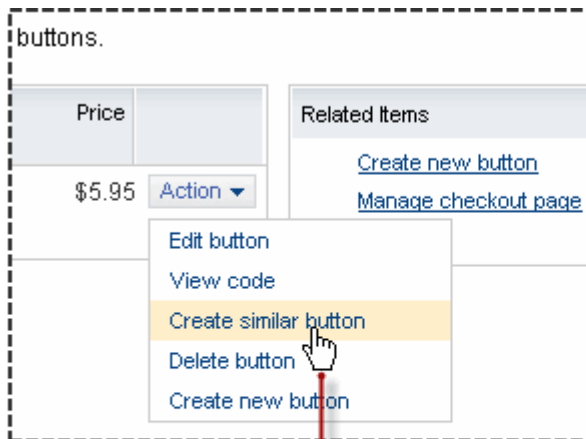 buttons.
Price
Related Items
Create new button
$5.95 Action
Manage checkout page
Edit button
View code
Create similar button
Delete button
Create new button